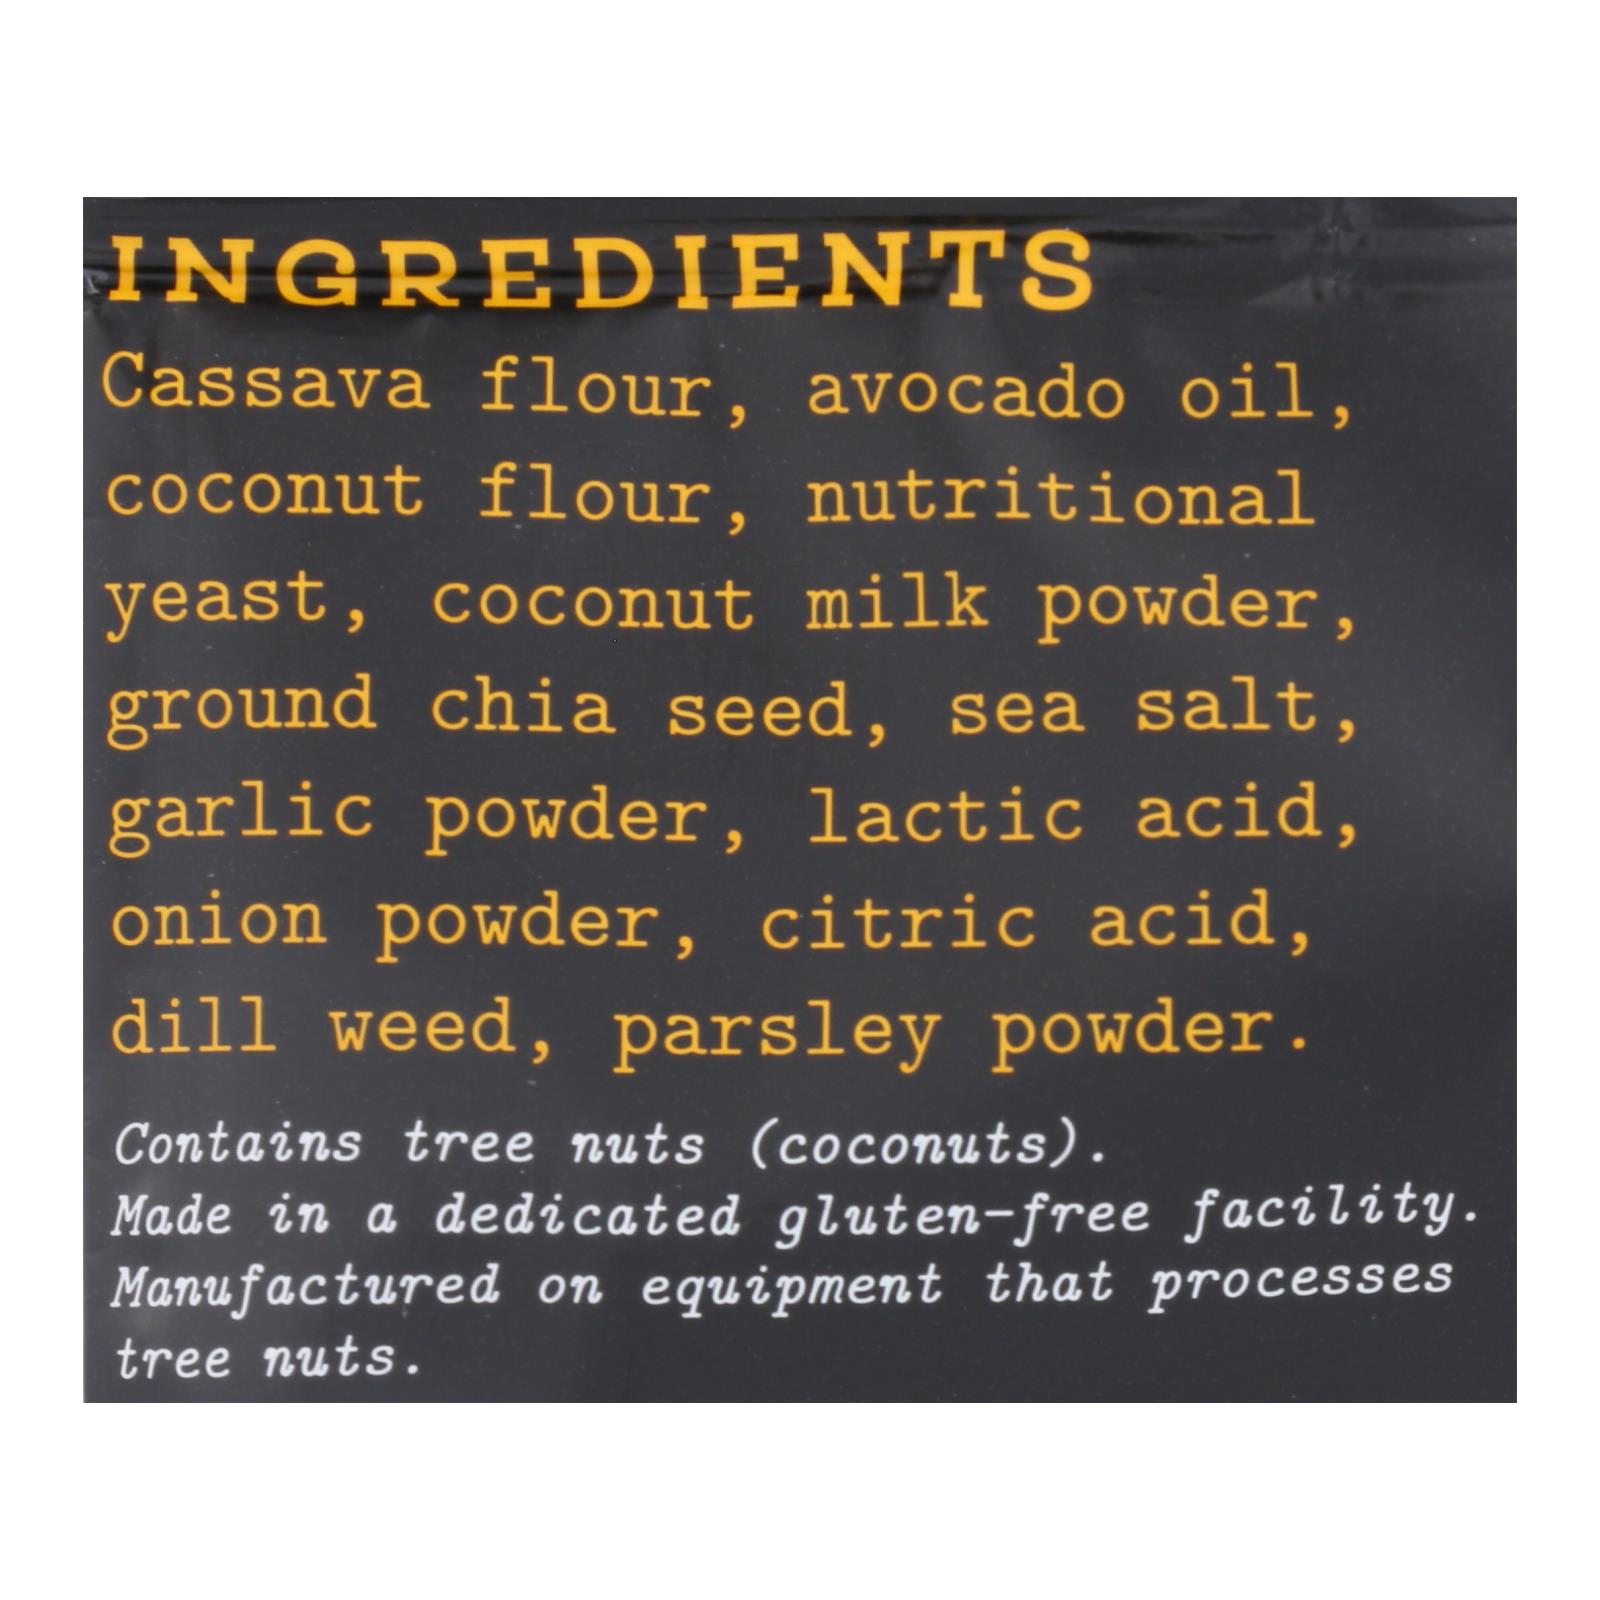 INGREDIENTS
Cassava flour, avocado oil,
coconut flour, nutritional
yeast, coconut milk powder,
ground chia seed, sea salt,
garlic powder, lactic acid,
onion powder, citric acid,
dill weed, parsley powder.
Contains tree nuts (coconuts).
Made in a dedicated gluten-free facility.
Manufactured on equipment that processes
tree nuts.